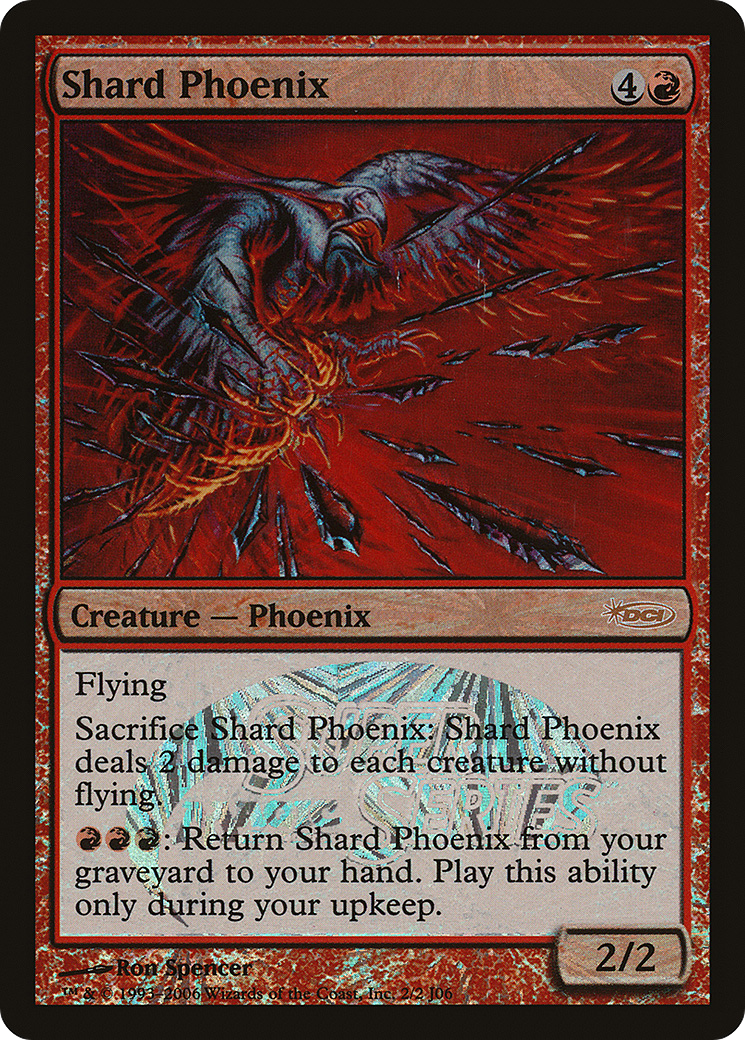 Shard Phoenix 4
Creature — Phoenix
DCI
Flying
Sacrifice Shard Phoenix: Shard Phoenix
deals 2 damage to each creature without
flying.
Super
Series
: Return Shard Phoenix from your
graveyard to your hand. Play this ability
only during your upkeep.
2/2
Ron Spencer
™ & © 1993–2006 Wizards of the Coast, Inc. 2/2 J06